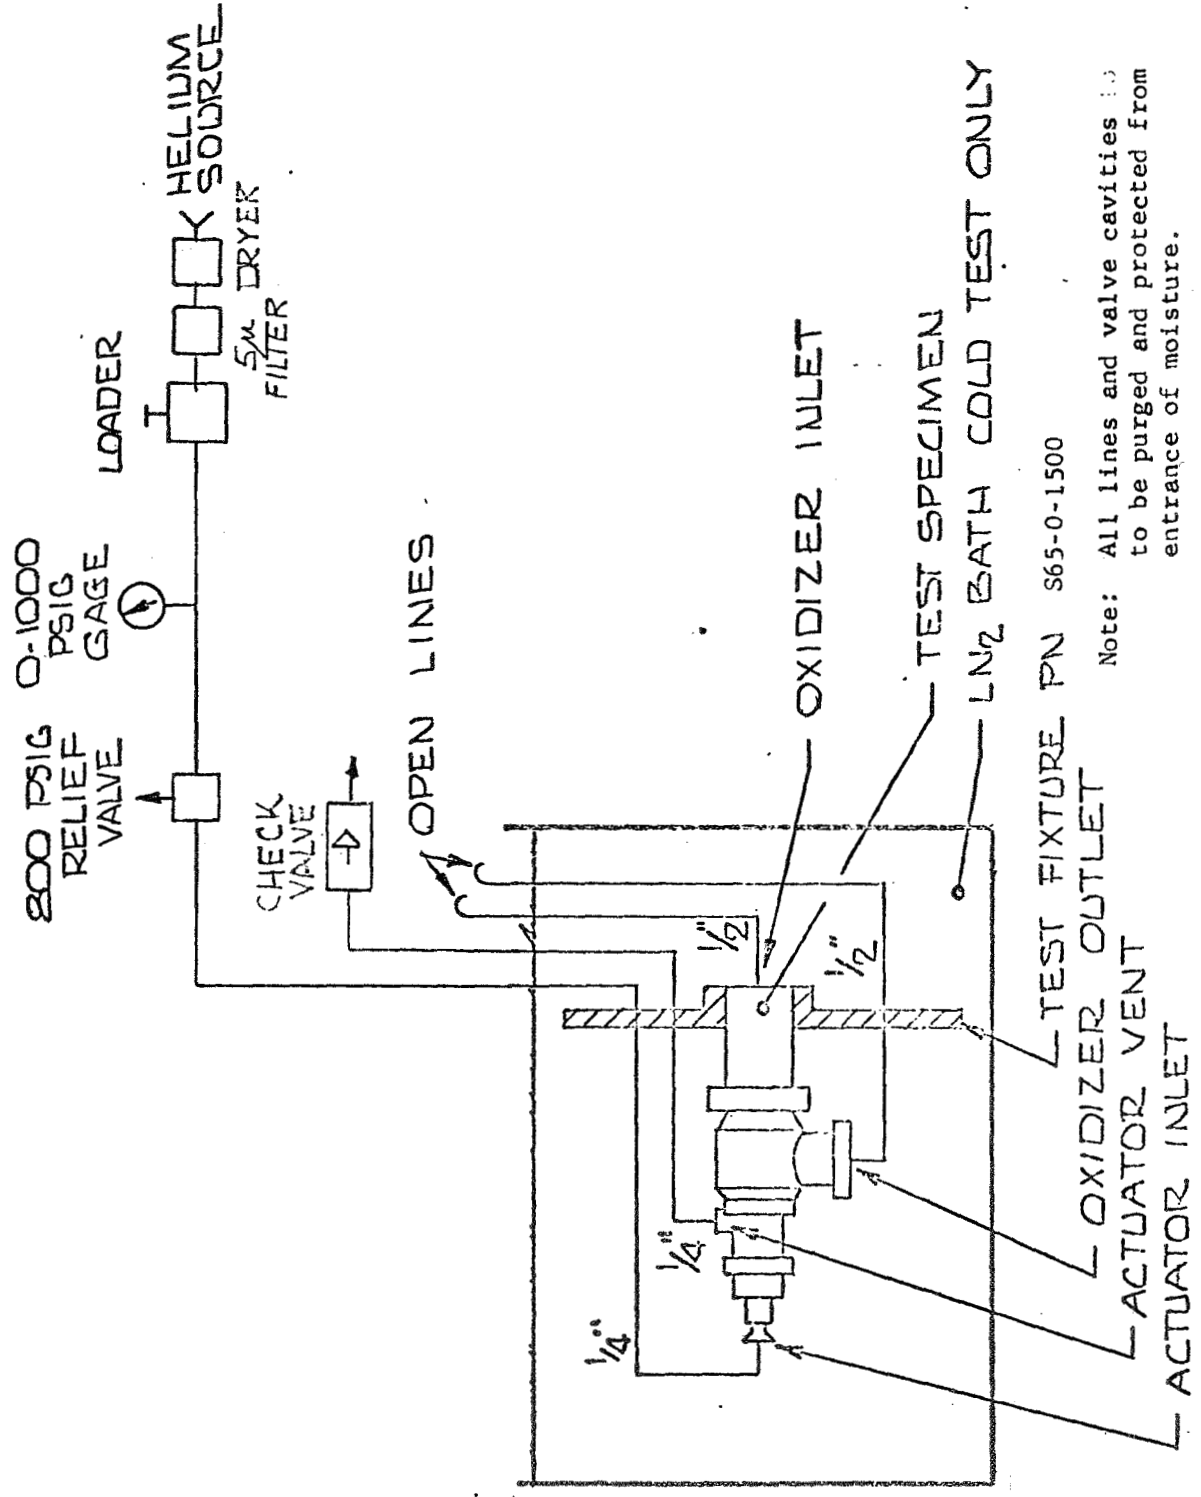 HELIUM
SOURCE
DRYER
5μ
FILTER
LOADER
0-1000
PSIG
GAGE
800 PSIG
RELIEF
VALVE
CHECK
VALVE
OPEN LINES
1/2"
1/2"
1/4"
1/4"
OXIDIZER INLET
TEST SPECIMEN
LN2 BATH COLD TEST ONLY
TEST FIXTURE PN S65-0-1500
OXIDIZER OUTLET
ACTUATOR VENT
ACTUATOR INLET
Note: All lines and valve cavities
to be purged and protected from
entrance of moisture.